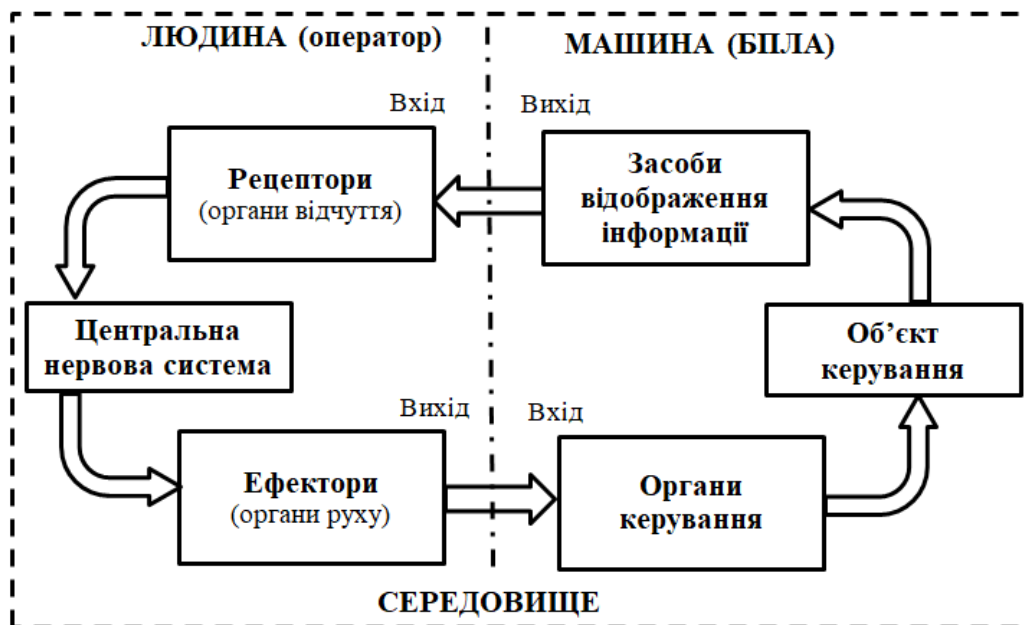 ЛЮДИНА (оператор)
МАШИНА (БПЛА)
Вхід
Вихід
Рецептори
(органи відчуття)
Засоби
відображення
інформації
Центральна
нервова система
Об’єкт
керування
Вихід
Вхід
Ефектори
(органи руху)
Органи
керування
СЕРЕДОВИЩЕ